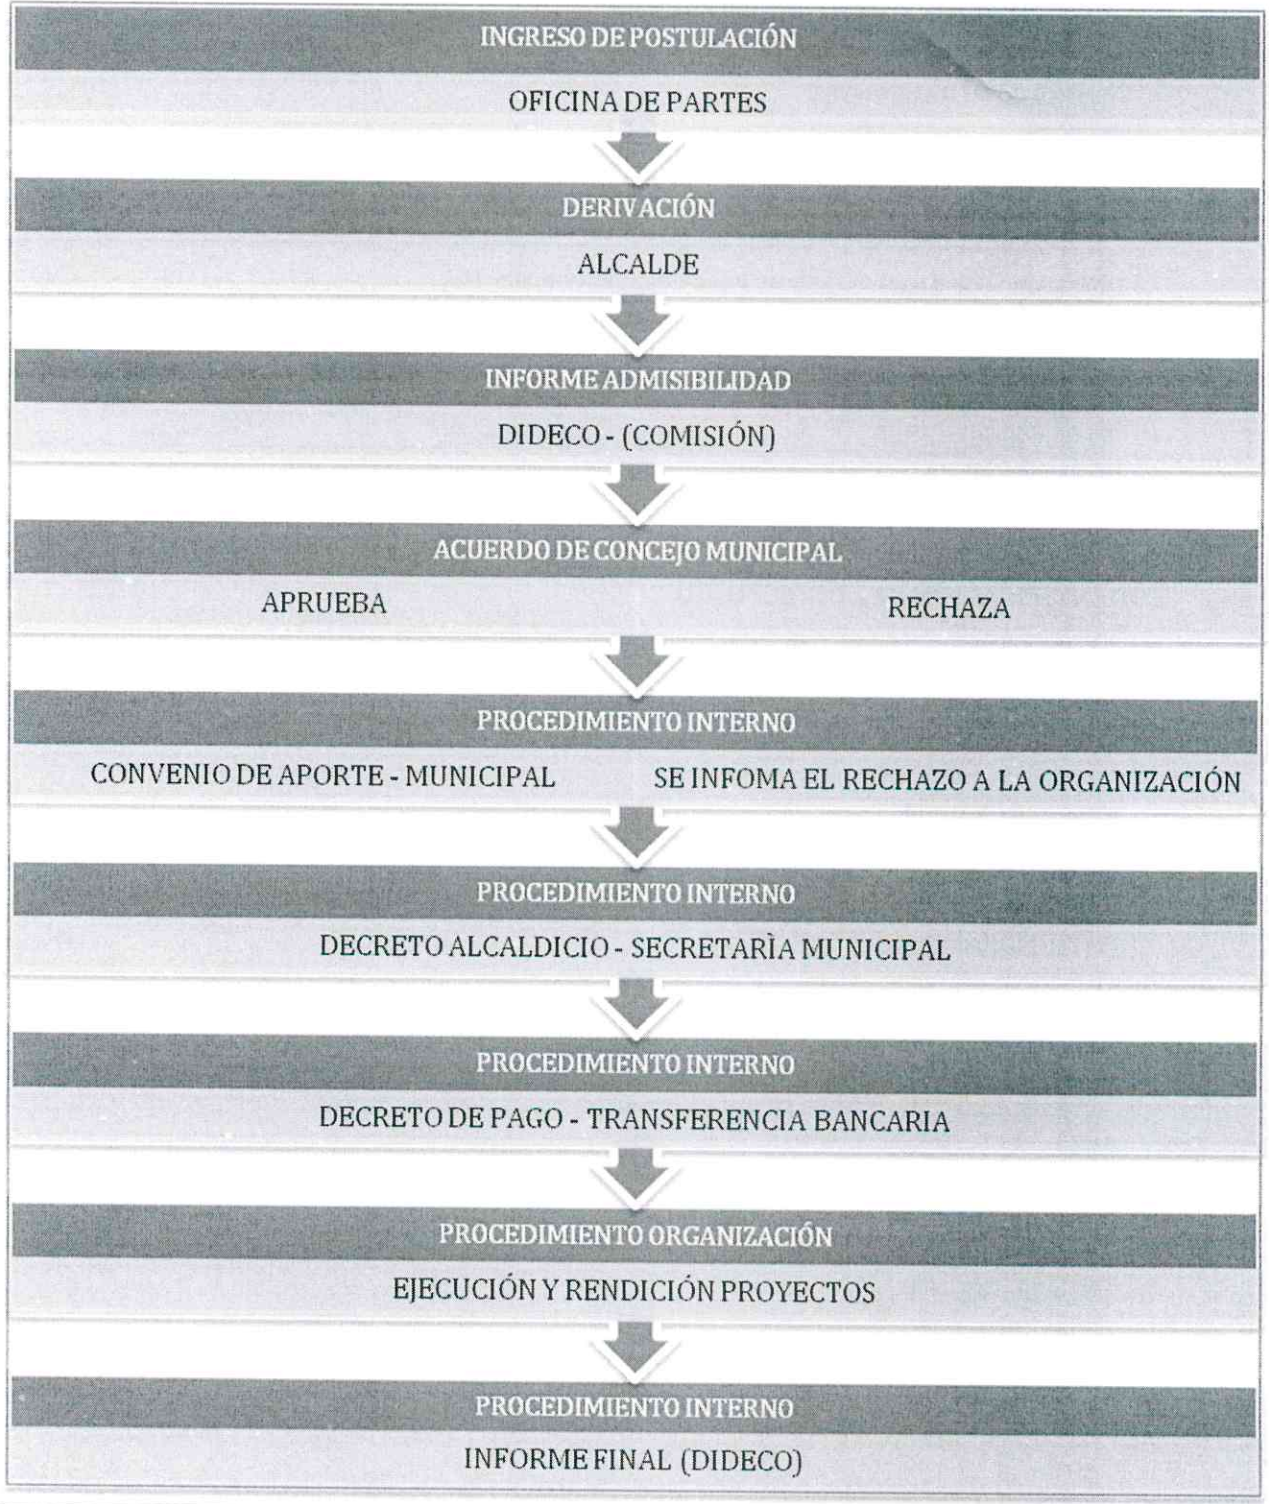 INGRESO DE POSTULACIÓN
OFICINA DE PARTES
DERIVACIÓN
ALCALDE
INFORME ADMISIBILIDAD
DIDECO - (COMISIÓN)
ACUERDO DE CONCEJO MUNICIPAL
APRUEBA
RECHAZA
PROCEDIMIENTO INTERNO
CONVENIO DE APORTE - MUNICIPAL
SE INFOMA EL RECHAZO A LA ORGANIZACIÓN
PROCEDIMIENTO INTERNO
DECRETO ALCALDICIO - SECRETARÌA MUNICIPAL
PROCEDIMIENTO INTERNO
DECRETO DE PAGO - TRANSFERENCIA BANCARIA
PROCEDIMIENTO ORGANIZACIÓN
EJECUCIÓN Y RENDICIÓN PROYECTOS
PROCEDIMIENTO INTERNO
INFORME FINAL (DIDECO)